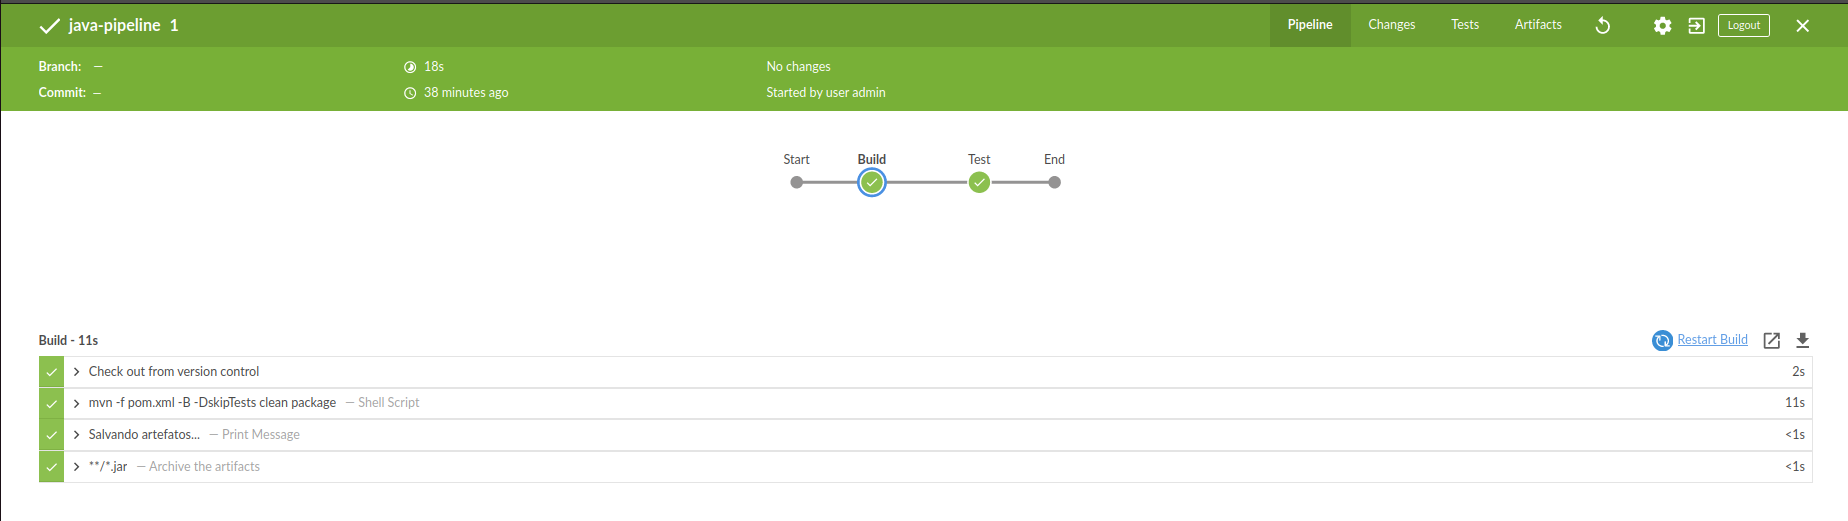 java-pipeline 1 Pipeline Changes Tests Artifacts Logout
Branch: — 18s No changes
Commit: — 38 minutes ago Started by user admin
Start Build Test End
Build - 11s Restart Build
Check out from version control 2s
mvn -f pom.xml -B -DskipTests clean package — Shell Script 11s
Salvando artefatos... — Print Message <1s
**/*.jar — Archive the artifacts <1s